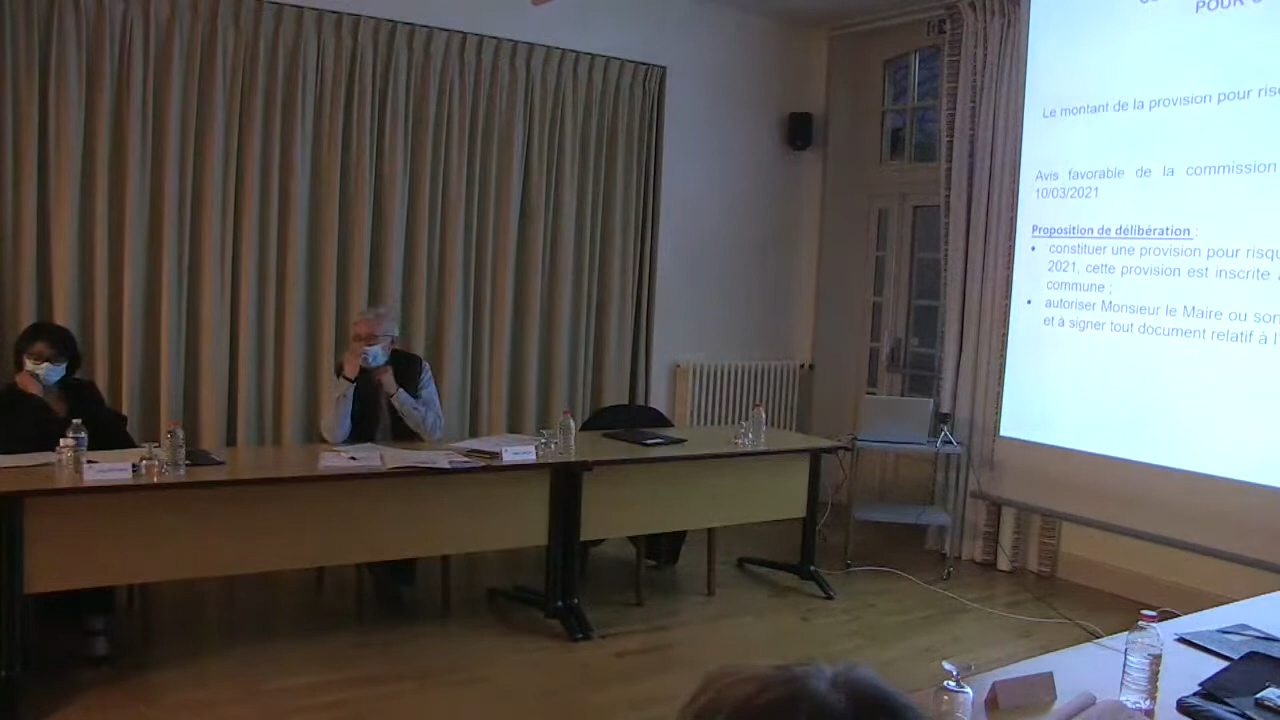 POUR
Le montant de la provision pour
Avis favorable de la commission
10/03/2021
Proposition de délibération :
• constituer une provision pour
2021, cette provision est inscrite
commune ;
• autoriser Monsieur le Maire ou son
et à signer tout document relatif à